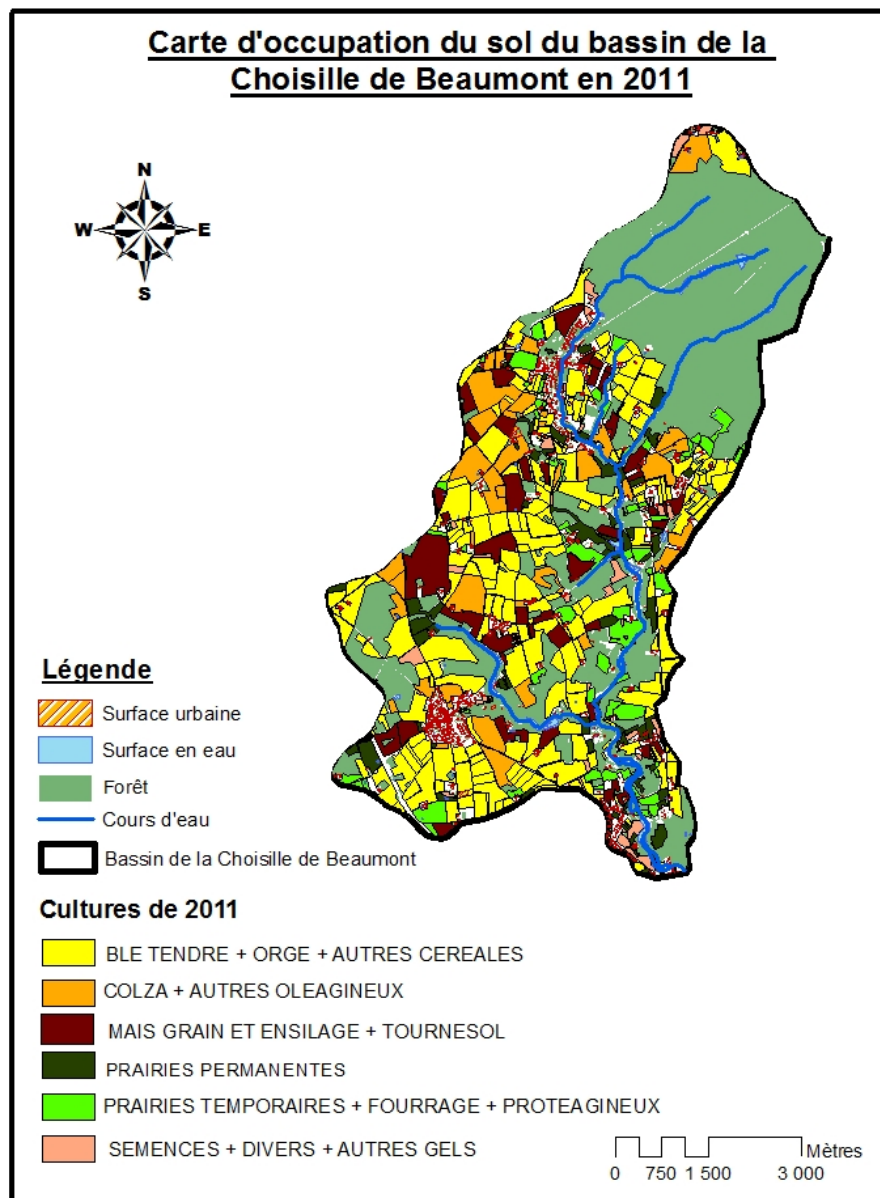 Carte d'occupation du sol du bassin de la
Choisille de Beaumont en 2011
N
W E
S
Légende
Surface urbaine
Surface en eau
Forêt
Cours d'eau
Bassin de la Choisille de Beaumont
Cultures de 2011
BLE TENDRE + ORGE + AUTRES CEREALES
COLZA + AUTRES OLEAGINEUX
MAIS GRAIN ET ENSILAGE + TOURNESOL
PRAIRIES PERMANENTES
PRAIRIES TEMPORAIRES + FOURRAGE + PROTEAGINEUX
SEMENCES + DIVERS + AUTRES GELS
Mètres
0 750 1 500 3 000